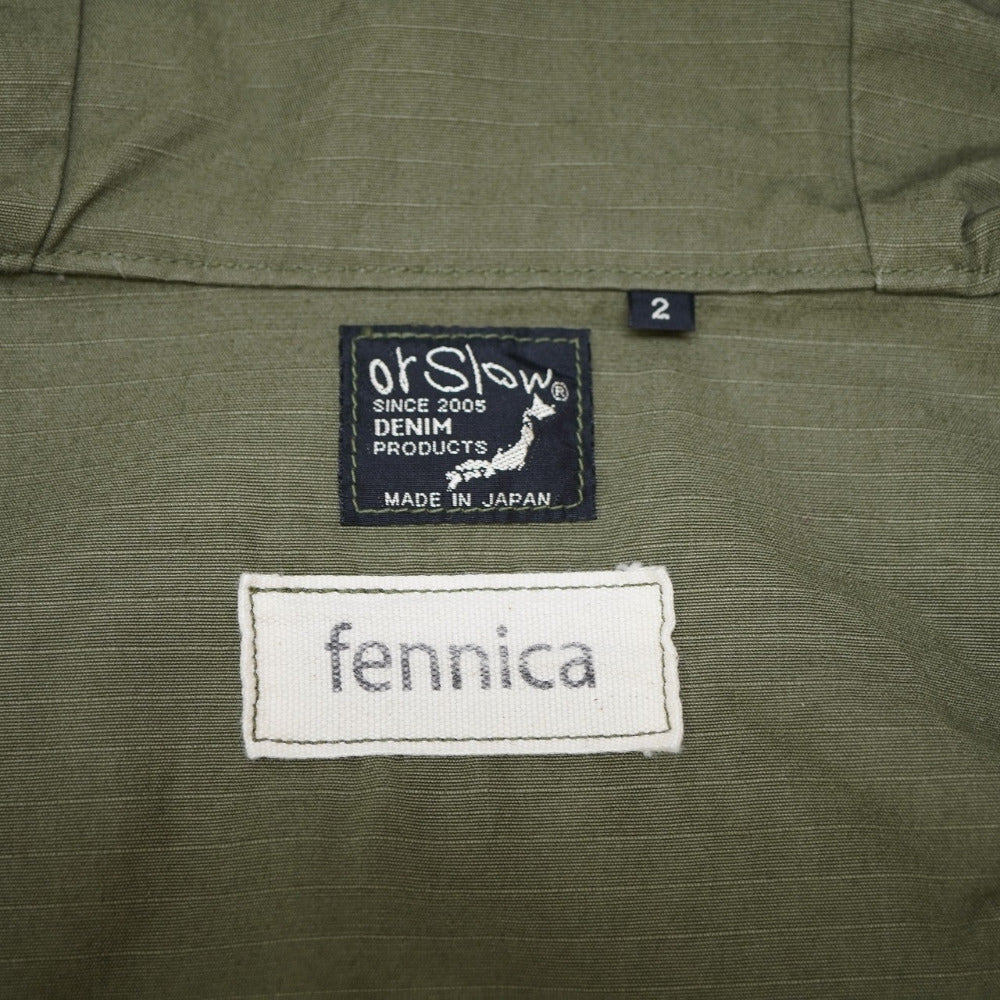 2
orSlow®
SINCE 2005
DENIM
PRODUCTS
MADE IN JAPAN
fennica